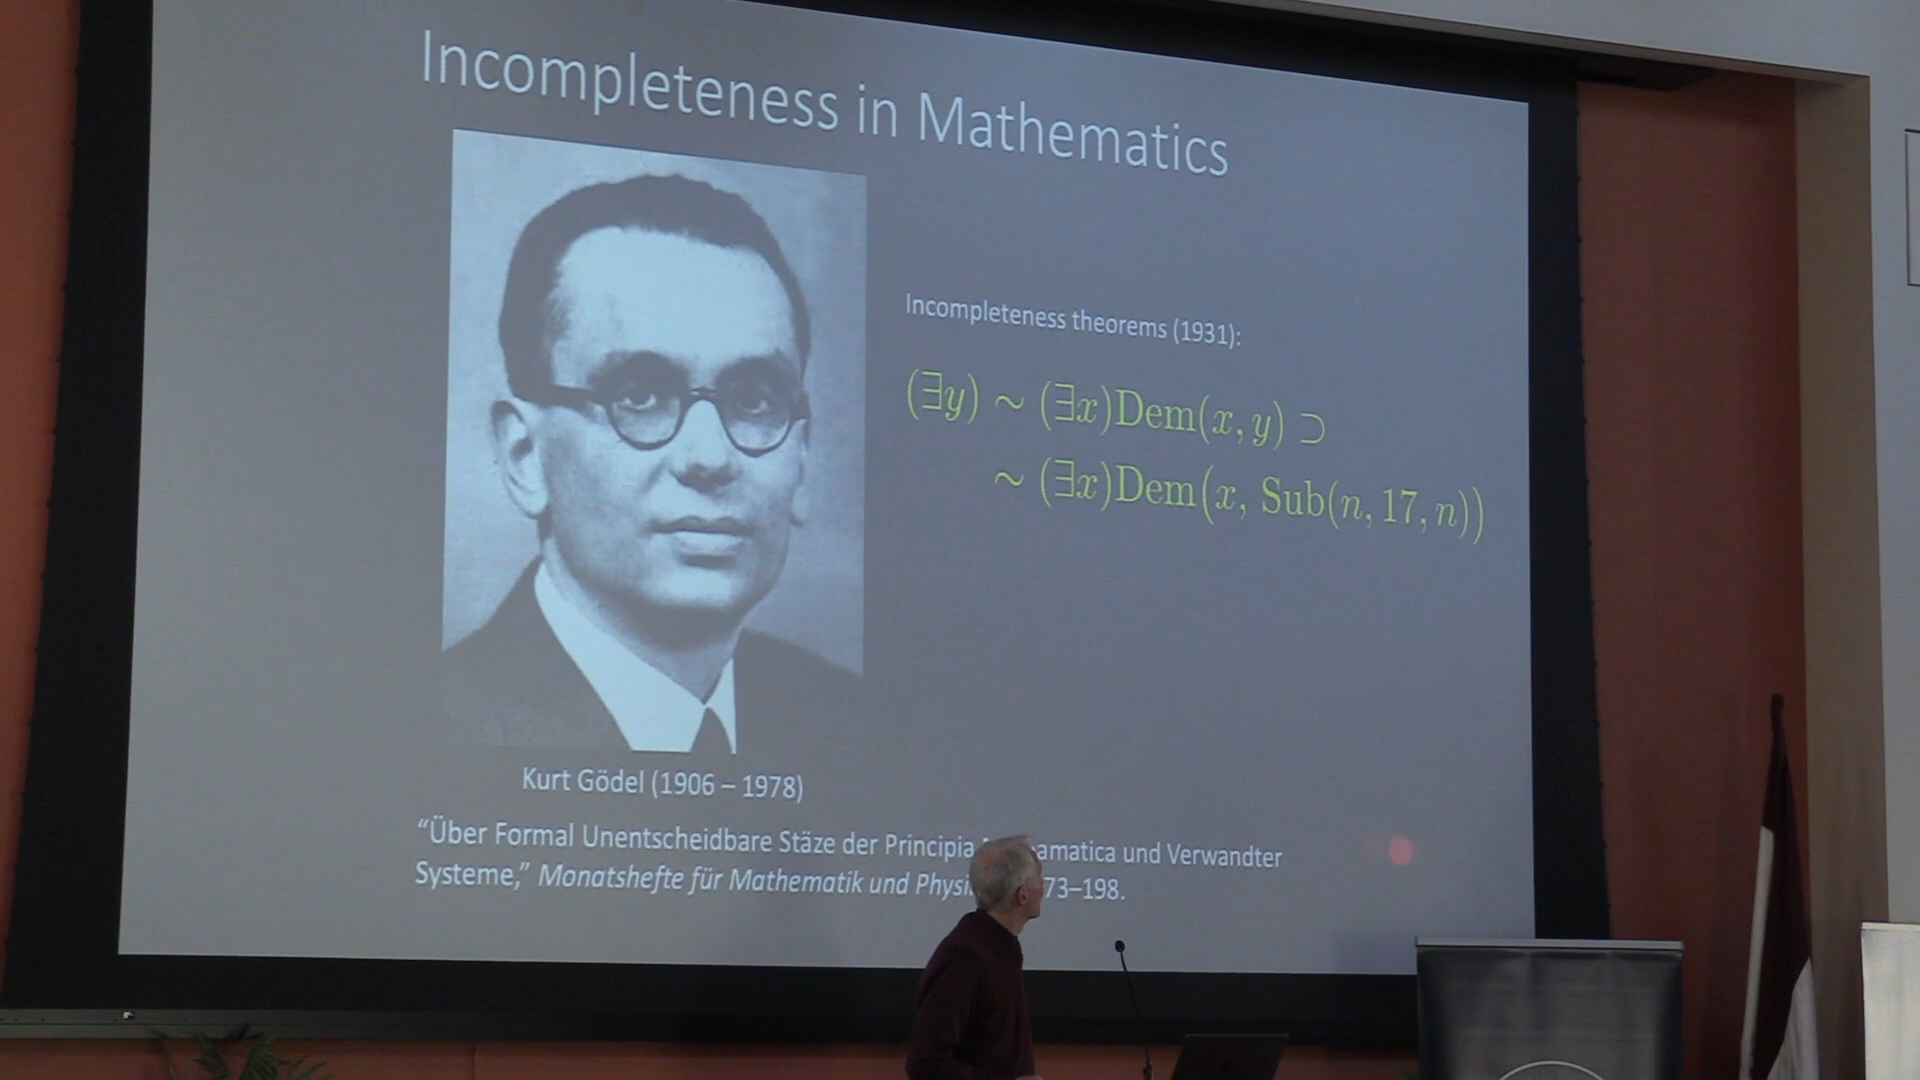 Incompleteness in Mathematics
Incompleteness theorems (1931):
(∃y) ~ (∃x)Dem(x, y) ⊃
~ (∃x)Dem(x, Sub(n, 17, n))
Kurt Gödel (1906 – 1978)
“Über Formal Unentscheidbare Stäze der Principia amatica und Verwandter
Systeme,” Monatshefte für Mathematik und Physi 73–198.